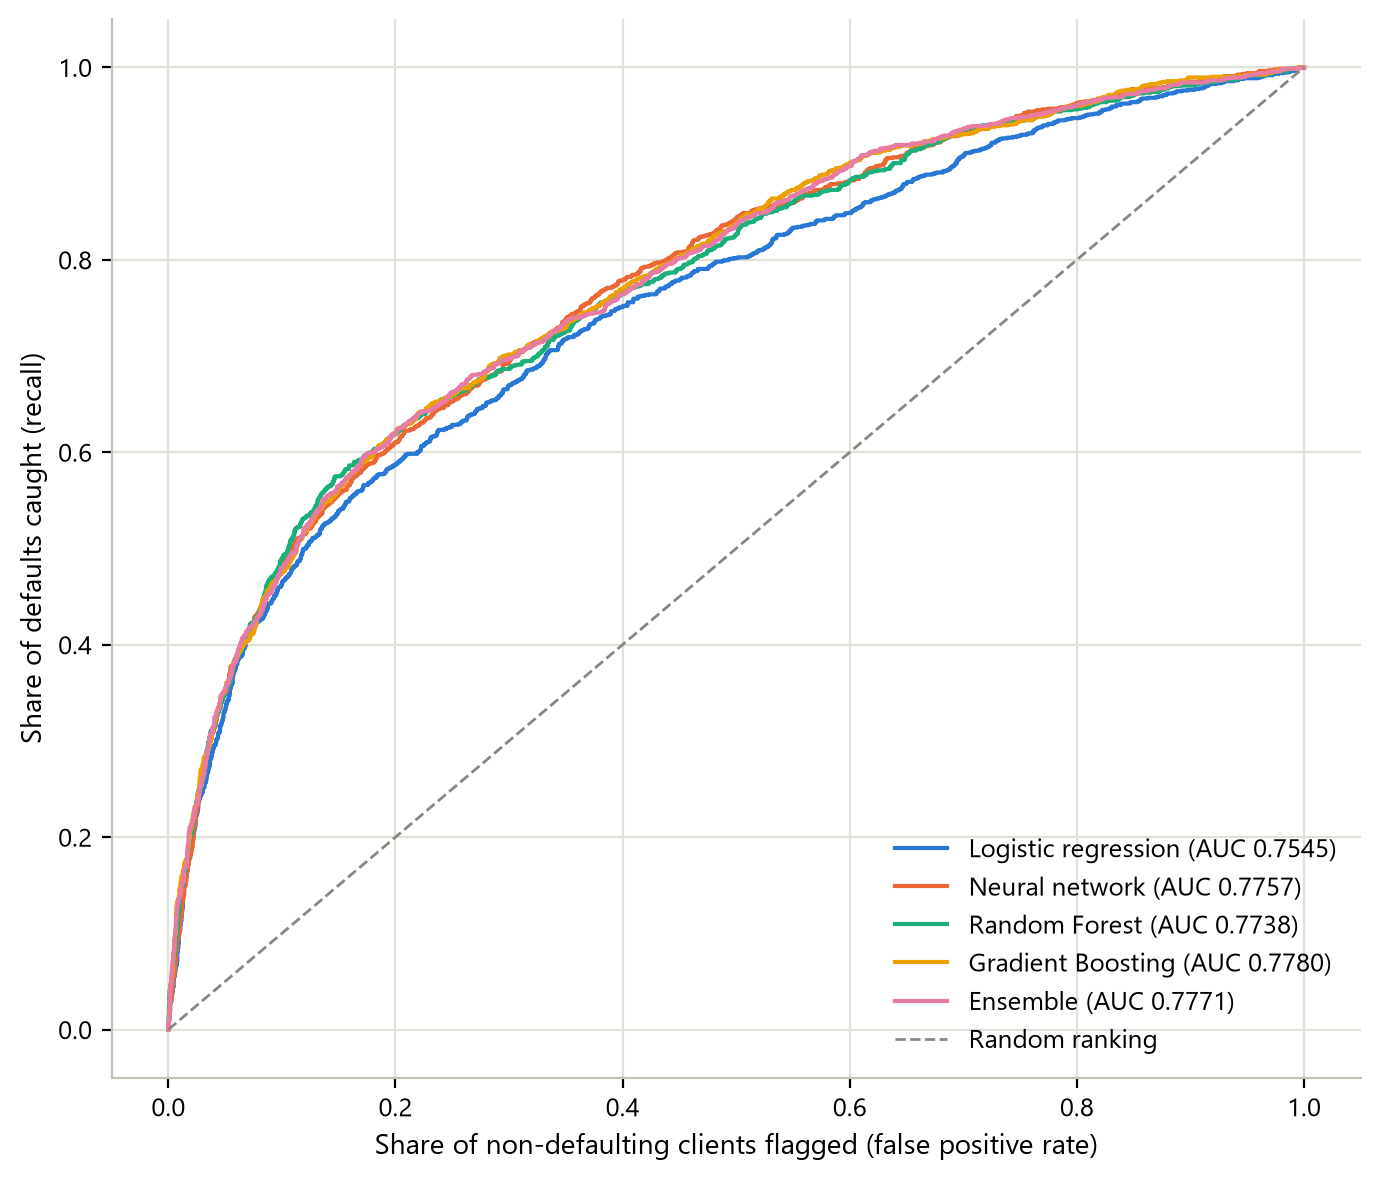 1.0
0.8
0.6
0.4
0.2
0.0
Share of defaults caught (recall)
Logistic regression (AUC 0.7545)
Neural network (AUC 0.7757)
Random Forest (AUC 0.7738)
Gradient Boosting (AUC 0.7780)
Ensemble (AUC 0.7771)
Random ranking
0.0 0.2 0.4 0.6 0.8 1.0
Share of non-defaulting clients flagged (false positive rate)